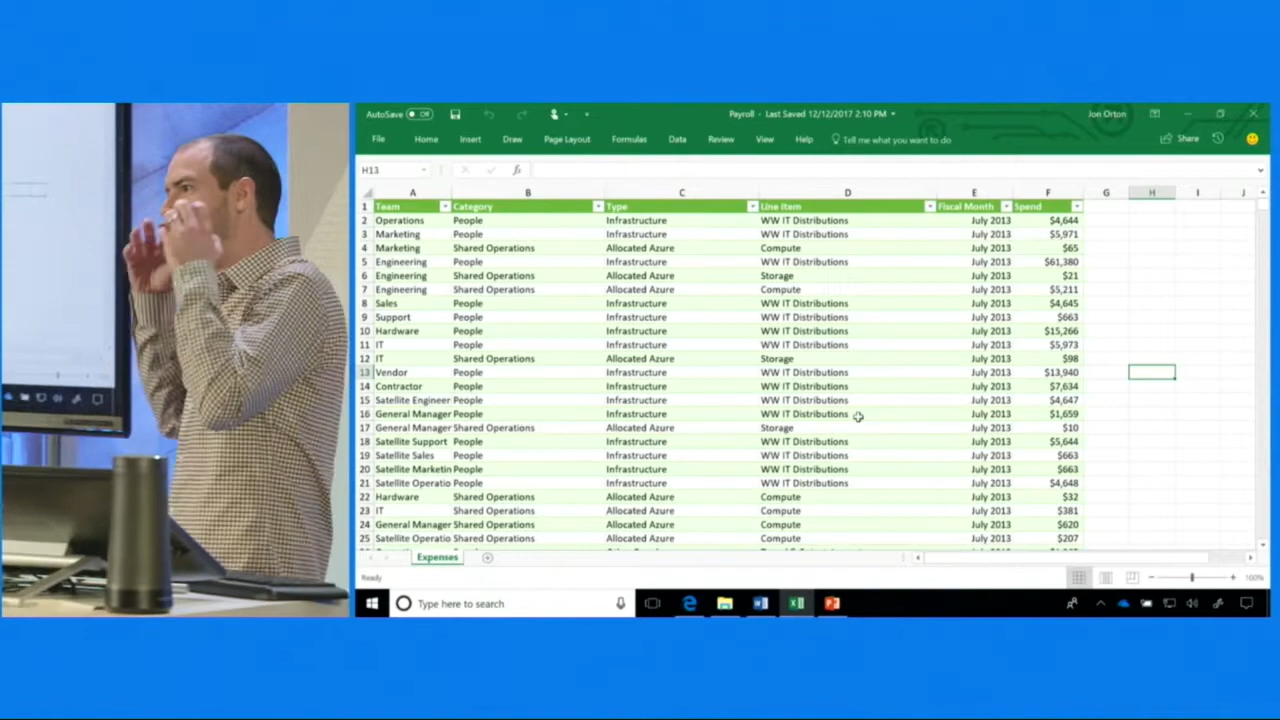 AutoSave Off Payroll - Last Saved 12/12/2017 2:10 PM Jon Orton
File Home Insert Draw Page Layout Formulas Data Review View Help Tell me what you want to do Share
H13 fx
A B C D E F G H I J
1 Team Category Type Line Item Fiscal Month Spend
2 Operations People Infrastructure WW IT Distributions July 2013 $4,644
3 Marketing People Infrastructure WW IT Distributions July 2013 $5,971
4 Marketing Shared Operations Allocated Azure Compute July 2013 $65
5 Engineering People Infrastructure WW IT Distributions July 2013 $61,380
6 Engineering Shared Operations Allocated Azure Storage July 2013 $21
7 Engineering Shared Operations Allocated Azure Compute July 2013 $5,211
8 Sales People Infrastructure WW IT Distributions July 2013 $4,645
9 Support People Infrastructure WW IT Distributions July 2013 $663
10 Hardware People Infrastructure WW IT Distributions July 2013 $15,266
11 IT People Infrastructure WW IT Distributions July 2013 $5,973
12 IT Shared Operations Allocated Azure Storage July 2013 $98
13 Vendor People Infrastructure WW IT Distributions July 2013 $13,940
14 Contractor People Infrastructure WW IT Distributions July 2013 $7,634
15 Satellite Engineer People Infrastructure WW IT Distributions July 2013 $4,647
16 General Manager People Infrastructure WW IT Distributions July 2013 $1,659
17 General Manager Shared Operations Allocated Azure Storage July 2013 $10
18 Satellite Support People Infrastructure WW IT Distributions July 2013 $5,644
19 Satellite Sales People Infrastructure WW IT Distributions July 2013 $663
20 Satellite Marketin People Infrastructure WW IT Distributions July 2013 $663
21 Satellite Operatio People Infrastructure WW IT Distributions July 2013 $4,648
22 Hardware Shared Operations Allocated Azure Compute July 2013 $32
23 IT Shared Operations Allocated Azure Compute July 2013 $381
24 General Manager Shared Operations Allocated Azure Compute July 2013 $620
25 Satellite Operatio Shared Operations Allocated Azure Compute July 2013 $207
Expenses
Ready 100%
Type here to search